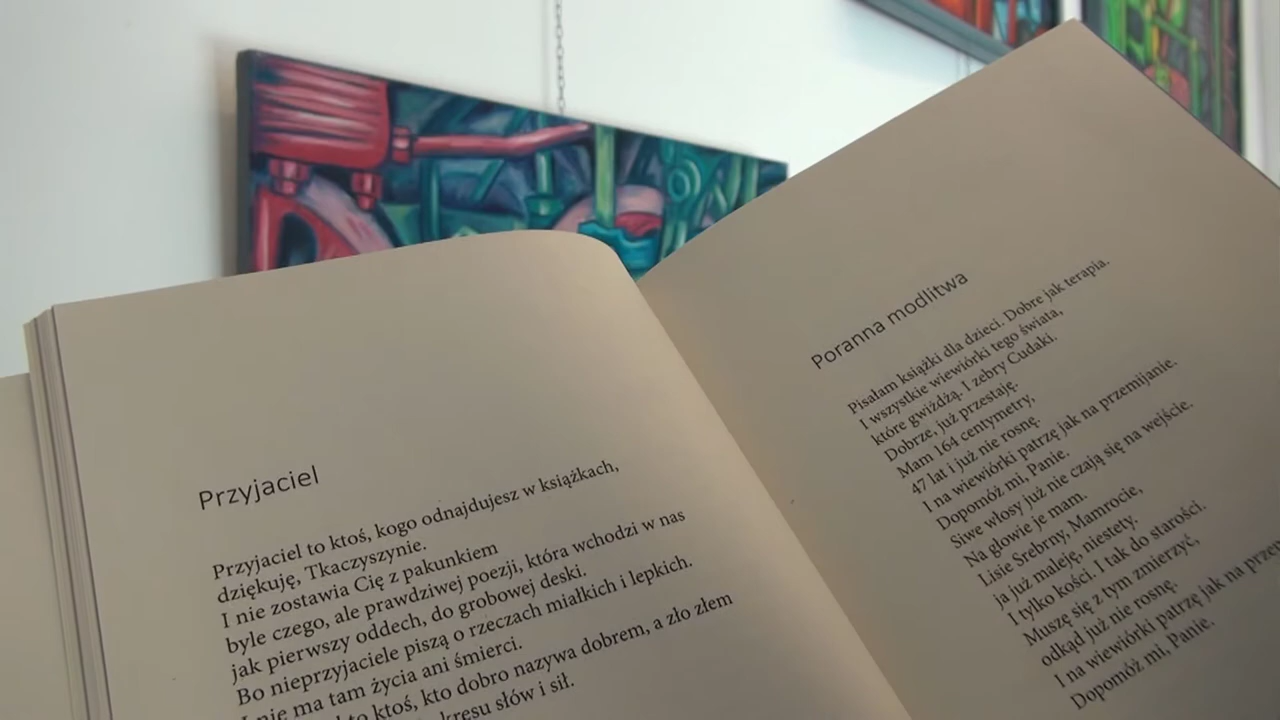 Przyjaciel
Przyjaciel to ktoś, kogo odnajdujesz w książkach,
dziękuję, Tkaczyszynie.
I nie zostawia Cię z pakunkiem
byle czego, ale prawdziwej poezji, która wchodzi w nas
jak pierwszy oddech, do grobowej deski.
Bo nieprzyjaciele piszą o rzeczach miałkich i lepkich.
I nie ma tam życia ani śmierci.
to ktoś, kto dobro nazywa dobrem, a zło złem
kresu słów i sił.
Poranna modlitwa
Pisałam książki dla dzieci. Dobre jak terapia.
I wszystkie wiewiórki tego świata,
które gwiżdżą. I zebry Cudaki.
Dobrze, już przestaję.
Mam 164 centymetry,
47 lat i już nie rosnę.
I na wiewiórki patrzę jak na przemijanie.
Dopomóż mi, Panie.
Siwe włosy już nie czają się na wejście.
Na głowie je mam.
Lisie Srebrny, Mamrocie,
ja już maleję, niestety.
I tylko kości. I tak do starości.
Muszę się z tym zmierzyć,
odkąd już nie rosnę.
I na wiewiórki patrzę jak na
Dopomóż mi, Panie.